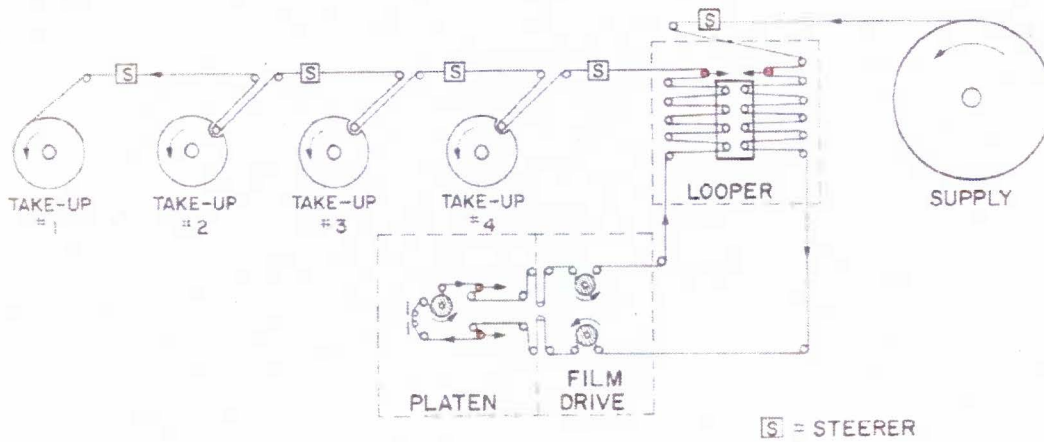 S
S
S
S
S
TAKE-UP
#1
TAKE-UP
#2
TAKE-UP
#3
TAKE-UP
#4
LOOPER
SUPPLY
PLATEN
FILM
DRIVE
S = STEERER